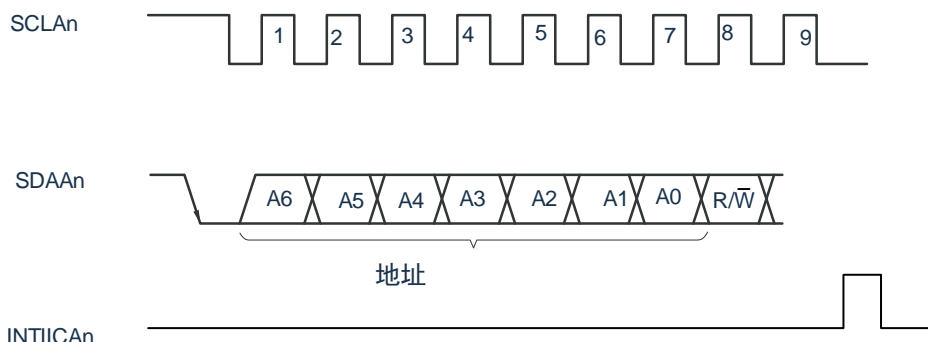 SCLAn 1 2 3 4 5 6 7 8 9
SDAAn A6 A5 A4 A3 A2 A1 A0 R/W̅
地址
INTIICAn